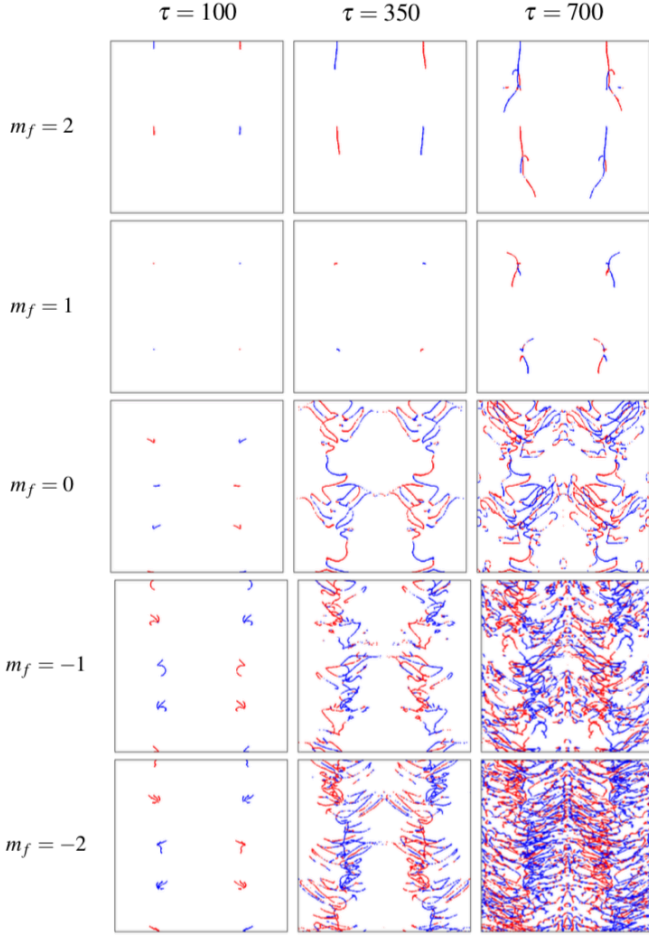 τ = 100 τ = 350 τ = 700
m_f = 2
m_f = 1
m_f = 0
m_f = −1
m_f = −2